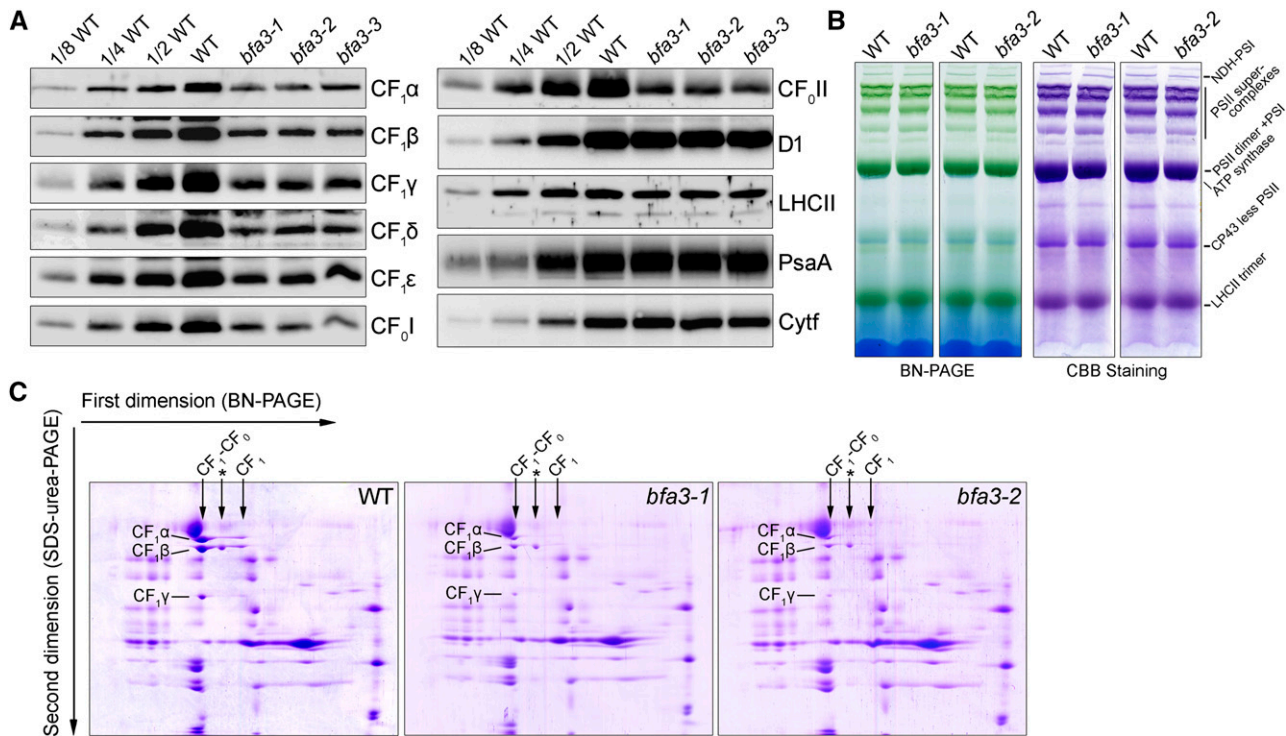 A
1/8 WT 1/4 WT 1/2 WT WT bfa3-1 bfa3-2 bfa3-3
CF₁α
CF₁β
CF₁γ
CF₁δ
CF₁ε
CF₀I
1/8 WT 1/4 WT 1/2 WT WT bfa3-1 bfa3-2 bfa3-3
CF₀II
D1
LHCII
PsaA
Cytf
B
WT bfa3-1 WT bfa3-2 WT bfa3-1 WT bfa3-2
NDH-PSI
PSII super-
complexes
PSII dimer +PSI
ATP synthase
CP43 less PSII
LHCII trimer
BN-PAGE CBB Staining
C
First dimension (BN-PAGE)
Second dimension (SDS-urea-PAGE)
CF₁-CF₀ * CF₁
WT
CF₁α
CF₁β
CF₁γ
CF₁-CF₀ * CF₁
bfa3-1
CF₁α
CF₁β
CF₁γ
CF₁-CF₀ * CF₁
bfa3-2
CF₁α
CF₁β
CF₁γ